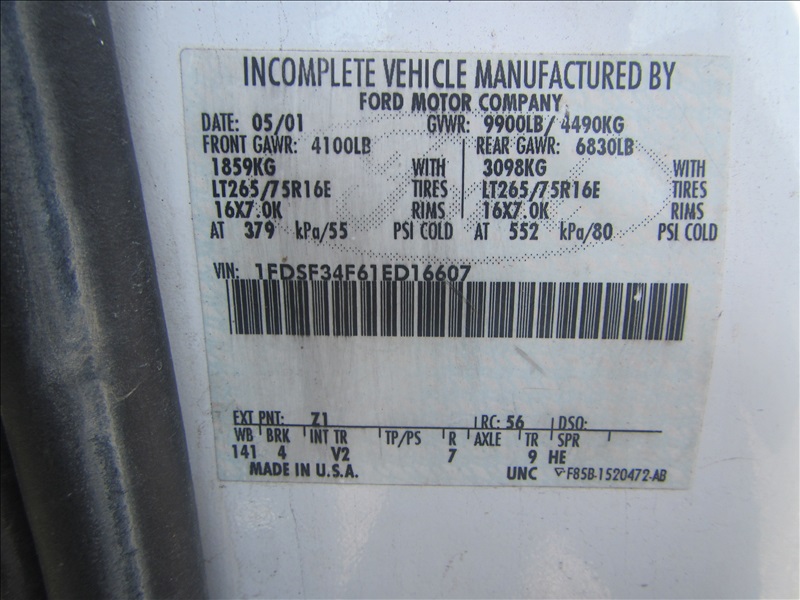 INCOMPLETE VEHICLE MANUFACTURED BY
FORD MOTOR COMPANY
DATE: 05/01 GVWR: 9900LB/ 4490KG
FRONT GAWR: 4100LB REAR GAWR: 6830LB
1859KG WITH 3098KG WITH
LT265/75R16E TIRES LT265/75R16E TIRES
16X7.0K RIMS 16X7.0K RIMS
AT 379 kPa/55 PSI COLD AT 552 kPa/80 PSI COLD
VIN: 1FDSF34F61ED16607
EXT PNT: Z1 RC: 56 DSO:
WB BRK INT TR TP/PS R AXLE TR SPR
141 4 V2 7 9 HE
MADE IN U.S.A. UNC F85B-1520472-AB